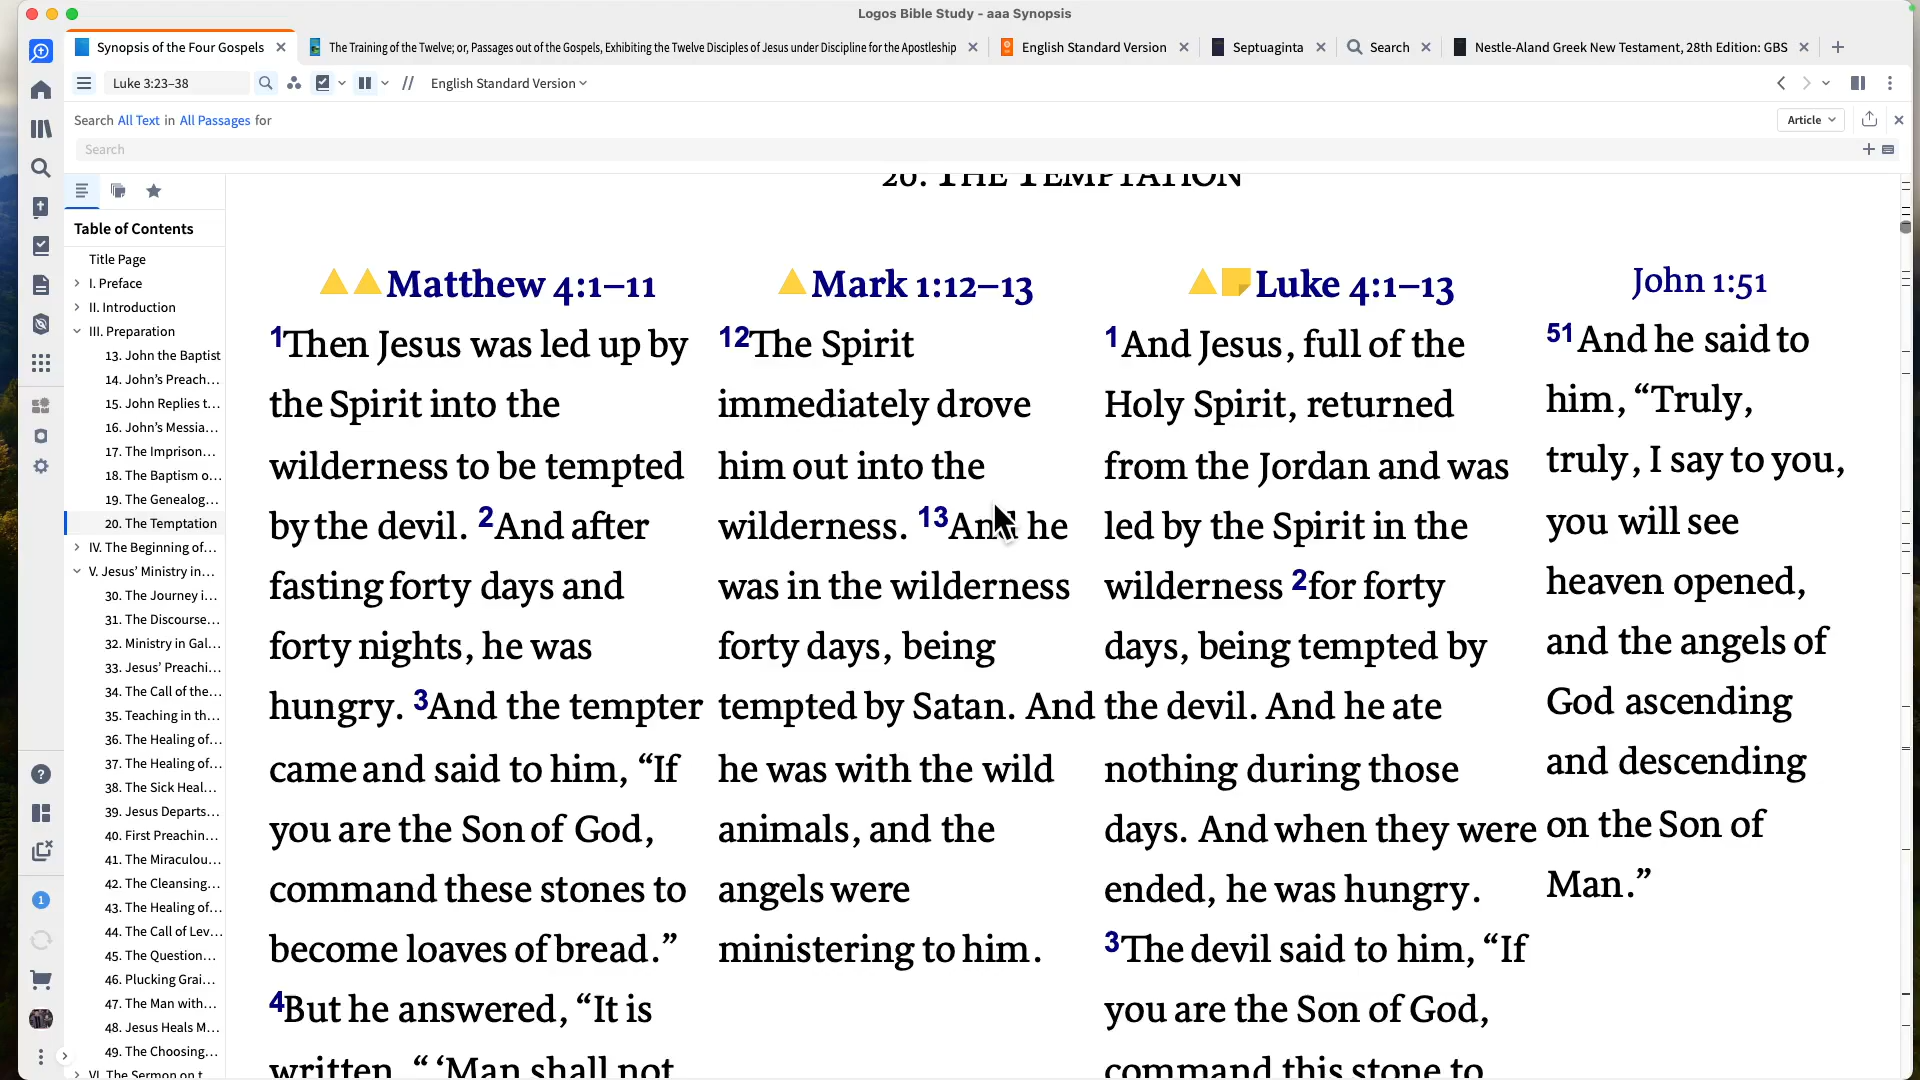 Logos Bible Study - aaa Synopsis
Synopsis of the Four Gospels
The Training of the Twelve; or, Passages out of the Gospels, Exhibiting the Twelve Disciples of Jesus under Discipline for the Apostleship
English Standard Version
Septuaginta
Search
Nestle-Aland Greek New Testament, 28th Edition: GBS
Luke 3:23–38
English Standard Version
Search All Text in All Passages for
Article
Search
Table of Contents
Title Page
I. Preface
II. Introduction
III. Preparation
13. John the Baptist
14. John's Preach...
15. John Replies t...
16. John's Messia...
17. The Imprison...
18. The Baptism o...
19. The Genealog...
20. The Temptation
IV. The Beginning of...
V. Jesus' Ministry in...
30. The Journey i...
31. The Discourse...
32. Ministry in Gal...
33. Jesus' Preachi...
34. The Call of the...
35. Teaching in th...
36. The Healing of...
37. The Healing of...
38. The Sick Heal...
39. Jesus Departs...
40. First Preachin...
41. The Miraculou...
42. The Cleansing...
43. The Healing of...
44. The Call of Lev...
45. The Question...
46. Plucking Grai...
47. The Man with...
48. Jesus Heals M...
49. The Choosing...
VI. The Sermon on t...
1
20. THE TEMPTATION
Matthew 4:1–11
1Then Jesus was led up by
the Spirit into the
wilderness to be tempted
by the devil. 2And after
fasting forty days and
forty nights, he was
hungry. 3And the tempter
came and said to him, “If
you are the Son of God,
command these stones to
become loaves of bread.”
4But he answered, “It is
written, “ ‘Man shall not
Mark 1:12–13
12The Spirit
immediately drove
him out into the
wilderness. 13And he
was in the wilderness
forty days, being
tempted by Satan. And
he was with the wild
animals, and the
angels were
ministering to him.
Luke 4:1–13
1And Jesus, full of the
Holy Spirit, returned
from the Jordan and was
led by the Spirit in the
wilderness 2for forty
days, being tempted by
the devil. And he ate
nothing during those
days. And when they were
ended, he was hungry.
3The devil said to him, “If
you are the Son of God,
command this stone to
John 1:51
51And he said to
him, “Truly,
truly, I say to you,
you will see
heaven opened,
and the angels of
God ascending
and descending
on the Son of
Man.”